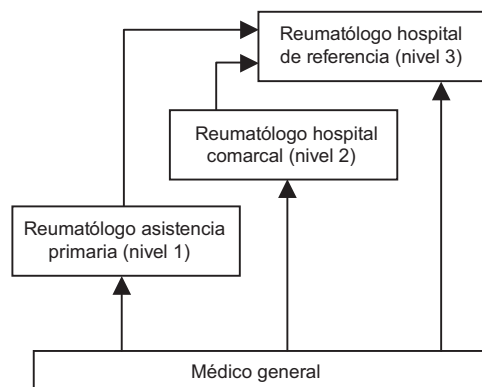 Reumatólogo hospital
de referencia (nivel 3)
Reumatólogo hospital
comarcal (nivel 2)
Reumatólogo asistencia
primaria (nivel 1)
Médico general